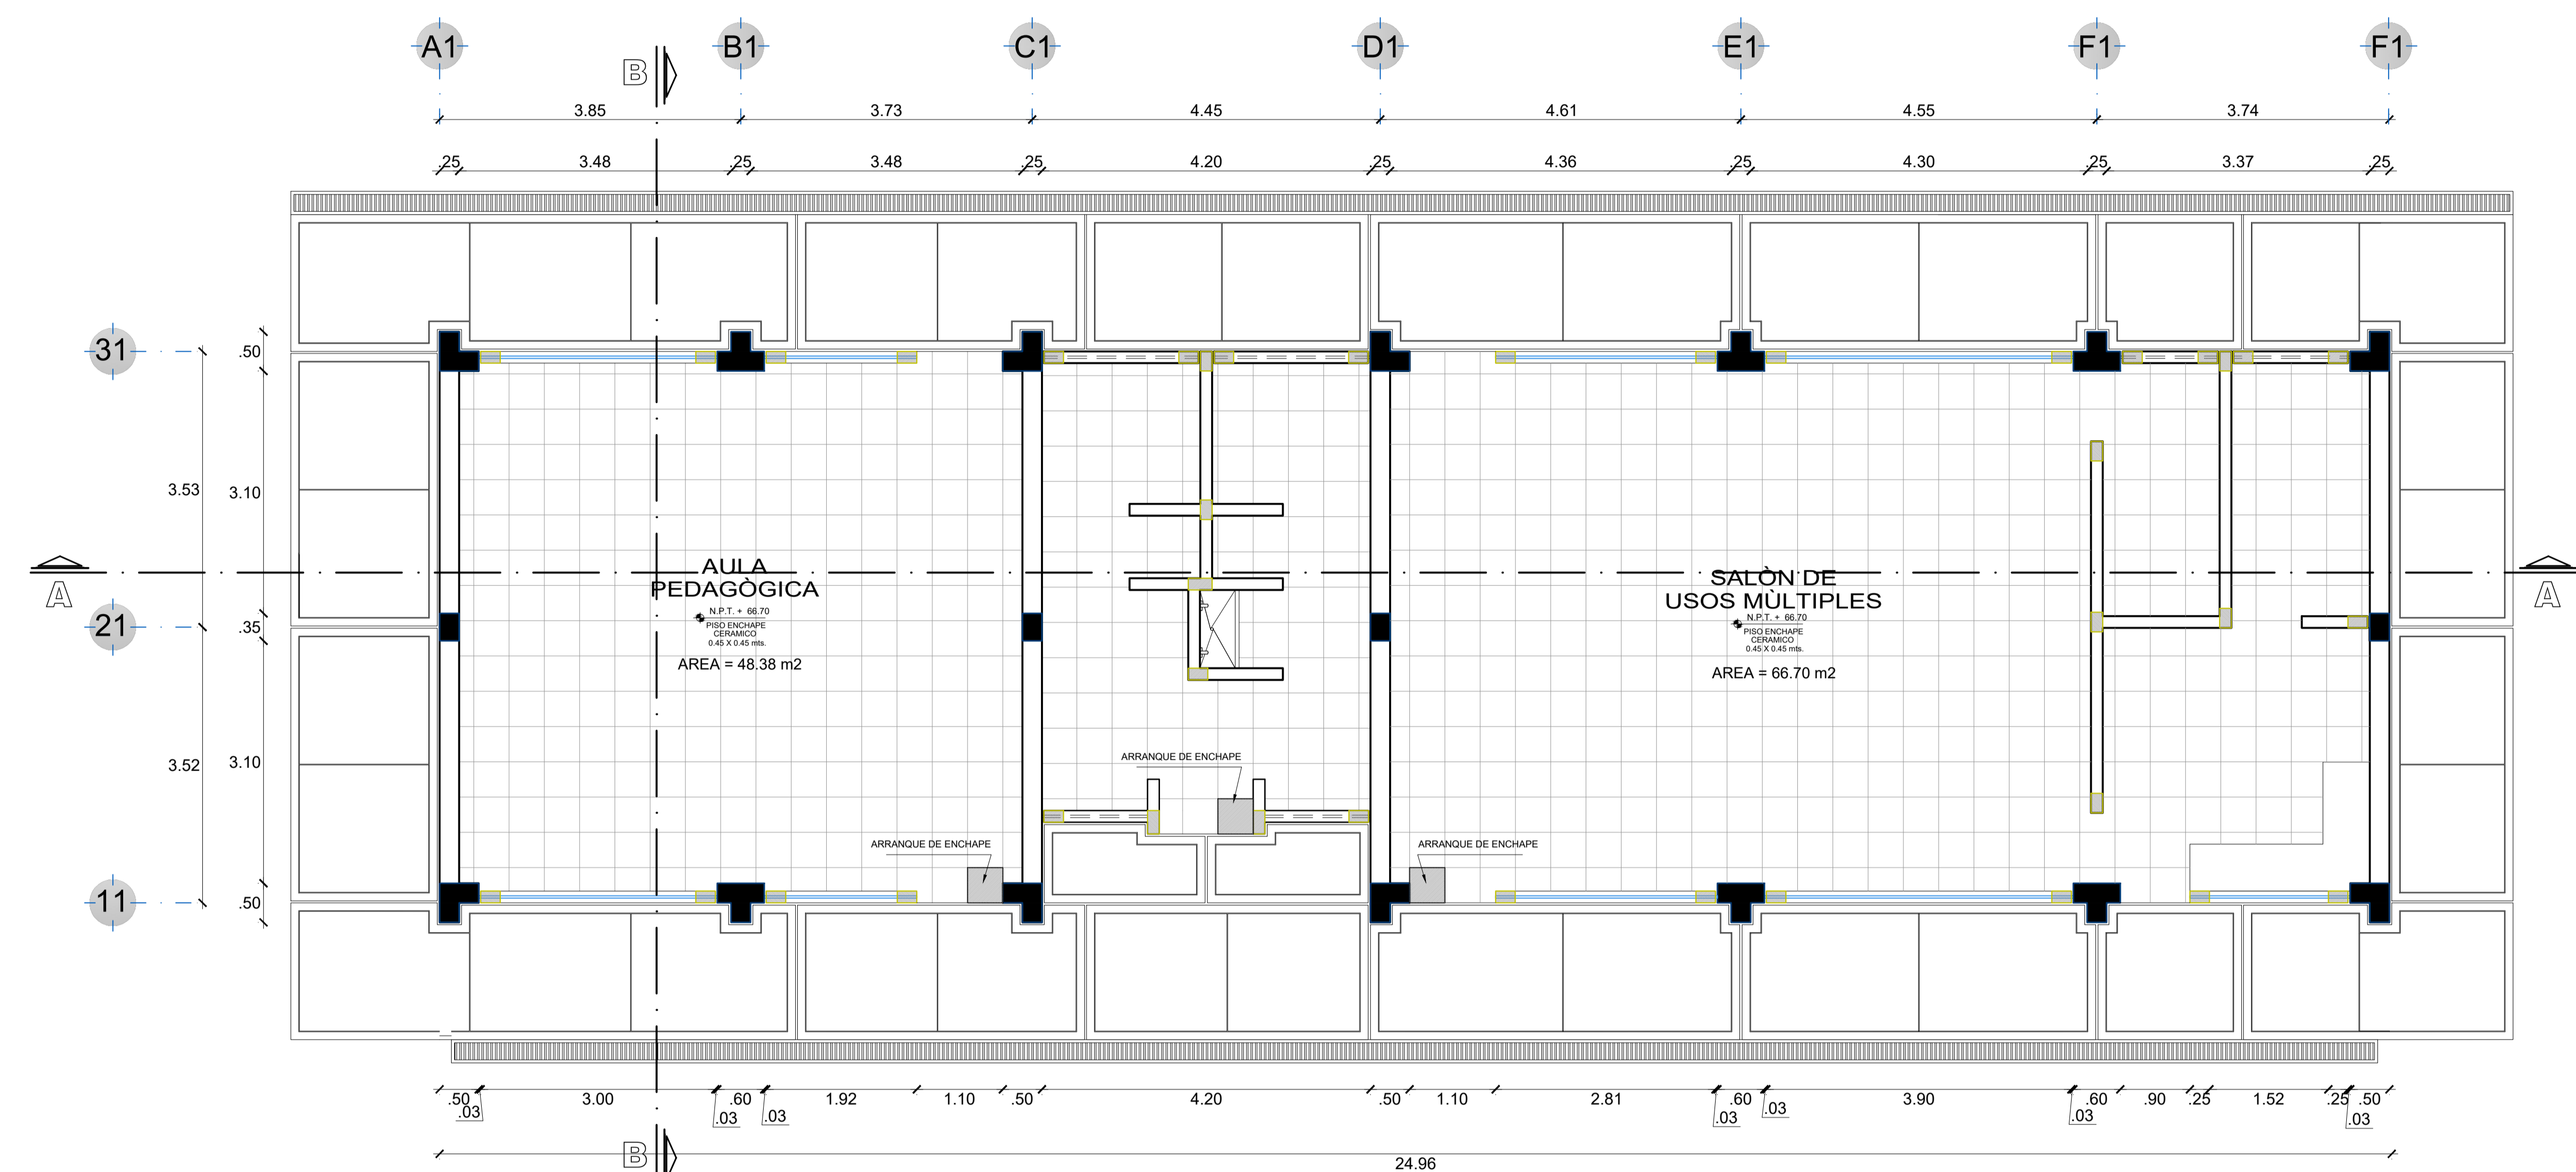 A1 B1 C1 D1 E1 F1 F1
B
3.85 3.73 4.45 4.61 4.55 3.74
.25 3.48 .25 3.48 .25 4.20 .25 4.36 .25 4.30 .25 3.37 .25
31
.50
3.53
3.10
A
A
21
.35
AULA
PEDAGÒGICA
N.P.T. + 66.70
PISO ENCHAPE
CERAMICO
0.45 X 0.45 mts.
AREA = 48.38 m2
SALÒN DE
USOS MÙLTIPLES
N.P.T. + 66.70
PISO ENCHAPE
CERAMICO
0.45 X 0.45 mts.
AREA = 66.70 m2
3.52
3.10
ARRANQUE DE ENCHAPE
ARRANQUE DE ENCHAPE
ARRANQUE DE ENCHAPE
11
.50
.50 3.00 .60 1.92 1.10 .50 4.20 .50 1.10 2.81 .60 3.90 .60 .90 .25 1.52 .25 .50
.03 .03 .03 .03 .03 .03 .03
B
24.96